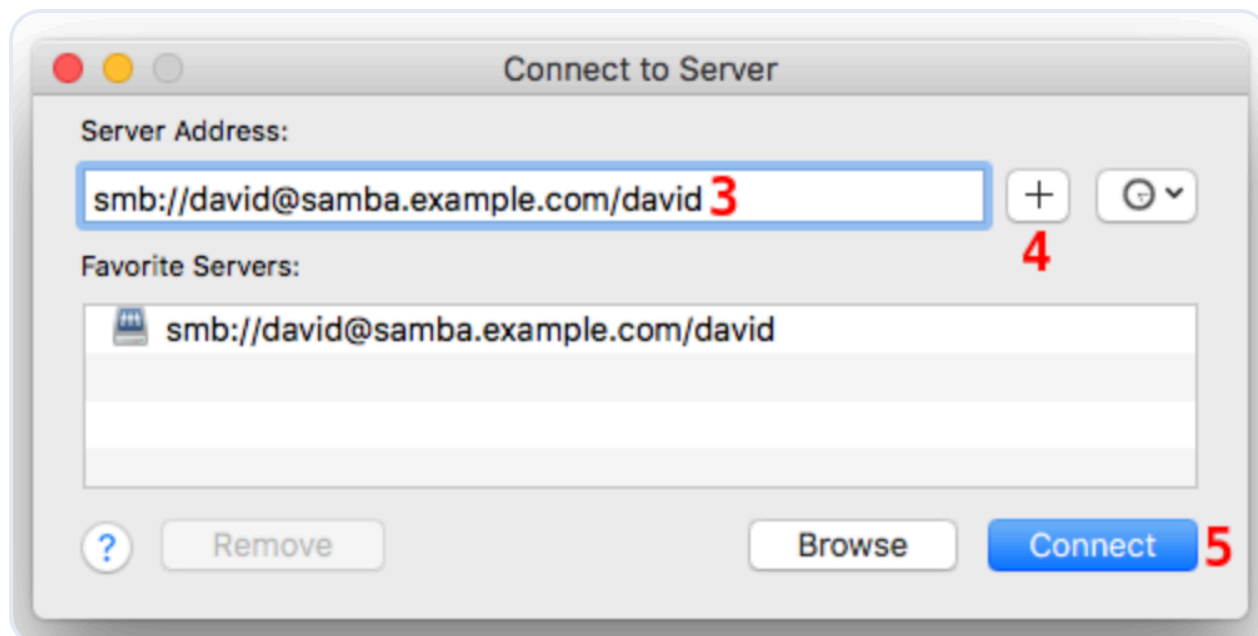 Connect to Server
Server Address:
smb://david@samba.example.com/david 3
+
4
Favorite Servers:
smb://david@samba.example.com/david
? Remove Browse Connect 5